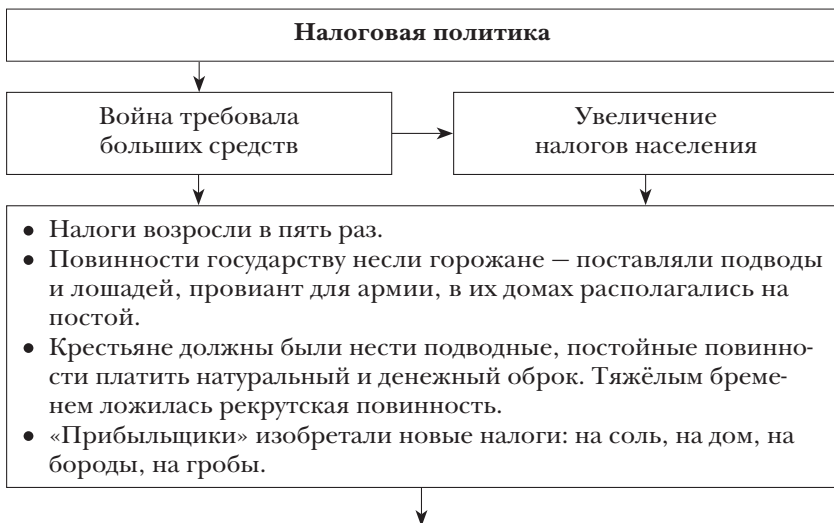 Налоговая политика
Война требовала
больших средств
Увеличение
налогов населения
• Налоги возросли в пять раз.
• Повинности государству несли горожане — поставляли подводы
и лошадей, провиант для армии, в их домах располагались на
постой.
• Крестьяне должны были нести подводные, постойные повинно-
сти платить натуральный и денежный оброк. Тяжёлым бреме-
нем ложилась рекрутская повинность.
• «Прибыльщики» изобретали новые налоги: на соль, на дом, на
бороды, на гробы.